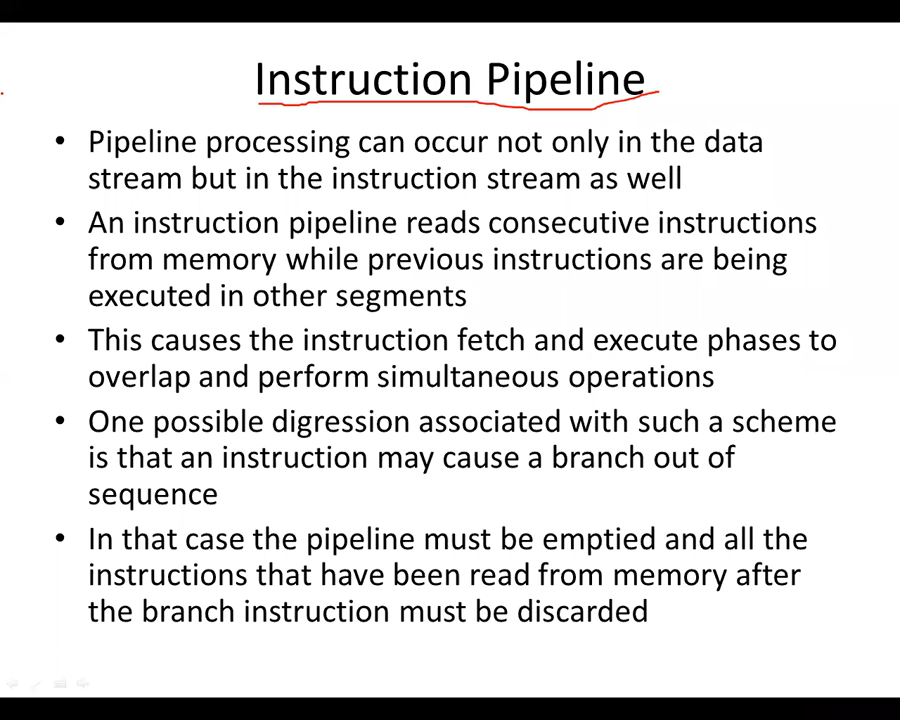 Instruction Pipeline
• Pipeline processing can occur not only in the data
stream but in the instruction stream as well
• An instruction pipeline reads consecutive instructions
from memory while previous instructions are being
executed in other segments
• This causes the instruction fetch and execute phases to
overlap and perform simultaneous operations
• One possible digression associated with such a scheme
is that an instruction may cause a branch out of
sequence
• In that case the pipeline must be emptied and all the
instructions that have been read from memory after
the branch instruction must be discarded